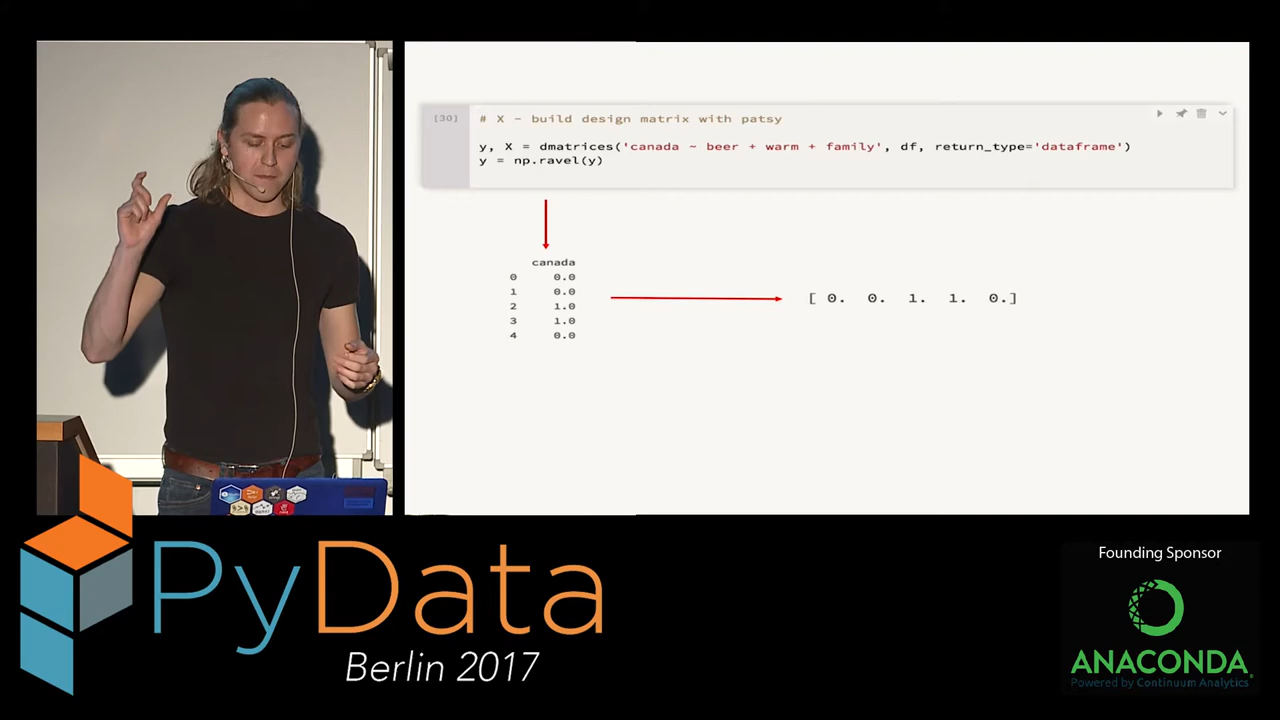 [30]
# X - build design matrix with patsy
y, X = dmatrices('canada ~ beer + warm + family', df, return_type='dataframe')
y = np.ravel(y)
canada
0 0.0
1 0.0
2 1.0
3 1.0
4 0.0
[ 0. 0. 1. 1. 0.]
PyData
Berlin 2017
Founding Sponsor
ANACONDA
Powered by Continuum Analytics